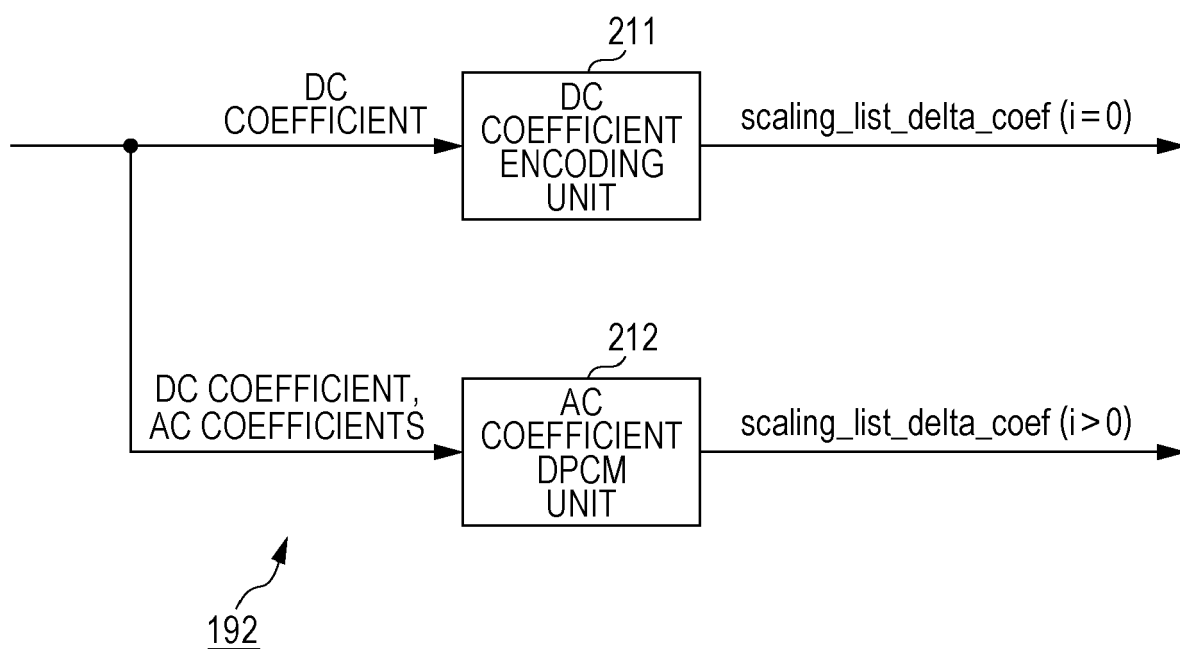 211
DC
COEFFICIENT
DC
COEFFICIENT
ENCODING
UNIT
scaling_list_delta_coef (i=0)
212
DC COEFFICIENT,
AC COEFFICIENTS
AC
COEFFICIENT
DPCM
UNIT
scaling_list_delta_coef (i>0)
192